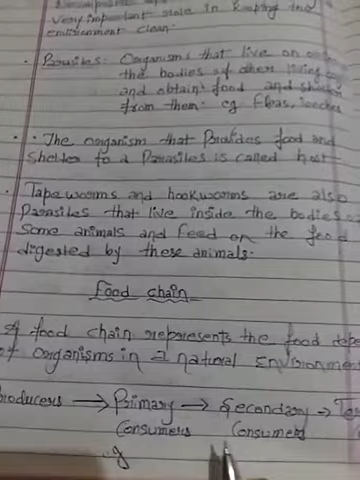 very important role in keeping the
environment clean.
• Parasites: Organisms that live on or
the bodies of other living
and obtain food and shelter
from them. eg Fleas, leeches
• The organism that Provides food and
shelter to a Parasites is called host
• Tapeworms and hookworms are also
Parasites that live inside the bodies of
Some animals and Feed on the food
digested by these animals.
Food chain
A food chain represents the food depe
of organisms in a natural Environment
Producers → Primary → Secondary → Te
Consumers Consumers
eg